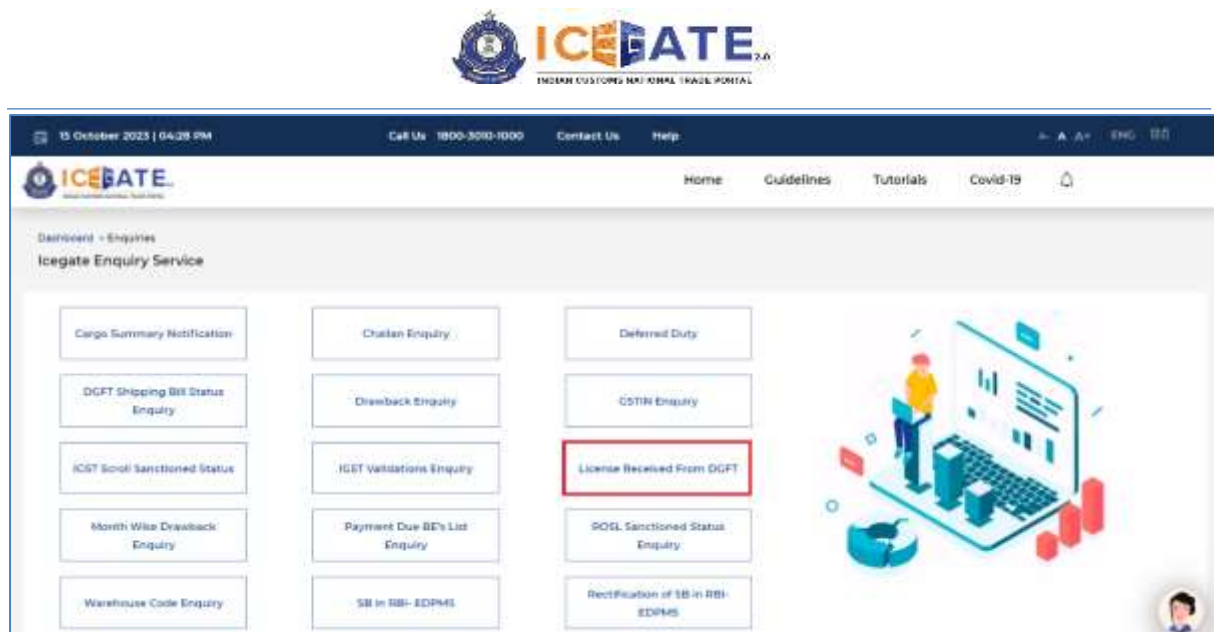 ICEGATE 2.0
INDIAN CUSTOMS NATIONAL TRADE PORTAL
15 October 2023 | 04:28 PM
Call Us 1800-3010-1000
Contact Us
Help
A- A A+
ENG
हिंदी
ICEGATE
Home
Guidelines
Tutorials
Covid-19
Dashboard > Enquiries
Icegate Enquiry Service
Cargo Summary Notification
Challan Enquiry
Deferred Duty
DGFT Shipping Bill Status
Enquiry
Drawback Enquiry
GSTIN Enquiry
IGST Scroll Sanctioned Status
IGST Validations Enquiry
License Received From DGFT
Month Wise Drawback
Enquiry
Payment Due BE's List
Enquiry
ROSL Sanctioned Status
Enquiry
Warehouse Code Enquiry
SB in RBI- EDPMS
Rectification of SB in RBI-
EDPMS